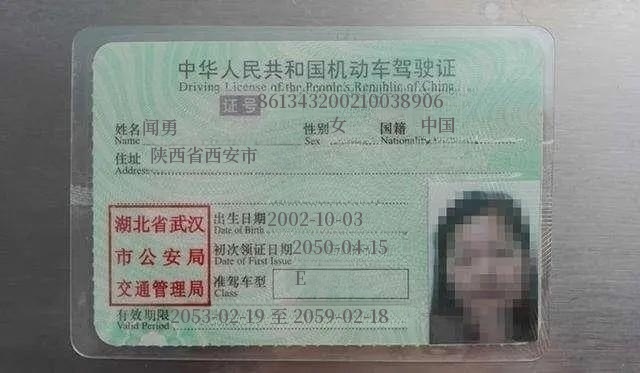 中华人民共和国机动车驾驶证
Driving License of the People's Republic of China
证号 861343200210038906
姓名 闻勇 性别 女 国籍 中国
Name Sex Nationality
住址 陕西省西安市
Address
湖北省武汉
市公安局
交通管理局
出生日期 2002-10-03
Date of Birth
初次领证日期 2050-04-15
Date of First Issue
准驾车型 E
Class
有效期限 2053-02-19 至 2059-02-18
Valid Period